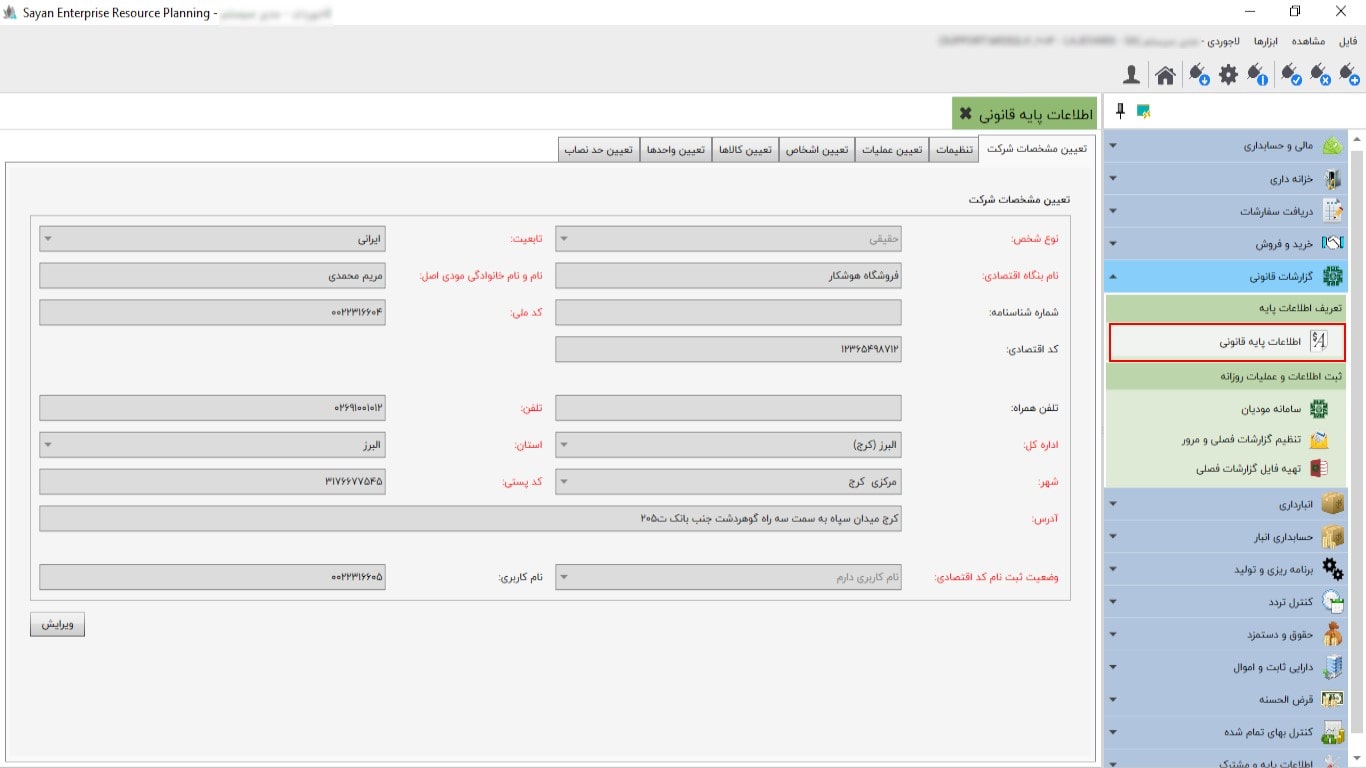 Sayan Enterprise Resource Planning -
فایل مشاهده ابزارها لاجوردی -
اطلاعات پایه قانونی
تعیین مشخصات شرکت تنظیمات تعیین عملیات تعیین اشخاص تعیین کالاها تعیین واحدها تعیین حد نصاب
تعیین مشخصات شرکت
نوع شخص: حقیقی تابعیت: ایرانی
نام بنگاه اقتصادی: فروشگاه هوشکار نام و نام خانوادگی مودی اصل: مریم محمدی
شماره شناسنامه: کد ملی: ۰۰۲۲۳۱۶۶۰۴
کد اقتصادی: ۱۲۳۶۵۴۹۸۷۱۲
تلفن همراه: تلفن: ۰۲۶۹۱۰۰۱۰۱۲
اداره کل: البرز (کرج) استان: البرز
شهر: مرکزی کرج کد پستی: ۳۱۷۶۶۷۷۵۴۵
آدرس: کرج میدان سپاه به سمت سه راه گوهردشت جنب بانک ت۲۰۵
وضعیت ثبت نام کد اقتصادی: نام کاربری دارم نام کاربری: ۰۰۲۲۳۱۶۶۰۵
ویرایش
مالی و حسابداری
خزانه داری
دریافت سفارشات
خرید و فروش
گزارشات قانونی
تعریف اطلاعات پایه
اطلاعات پایه قانونی
ثبت اطلاعات و عملیات روزانه
سامانه مودیان
تنظیم گزارشات فصلی و مرور
تهیه فایل گزارشات فصلی
انبارداری
حسابداری انبار
برنامه ریزی و تولید
کنترل تردد
حقوق و دستمزد
دارایی ثابت و اموال
قرض الحسنه
کنترل بهای تمام شده
اطلاعات پایه و مشترک